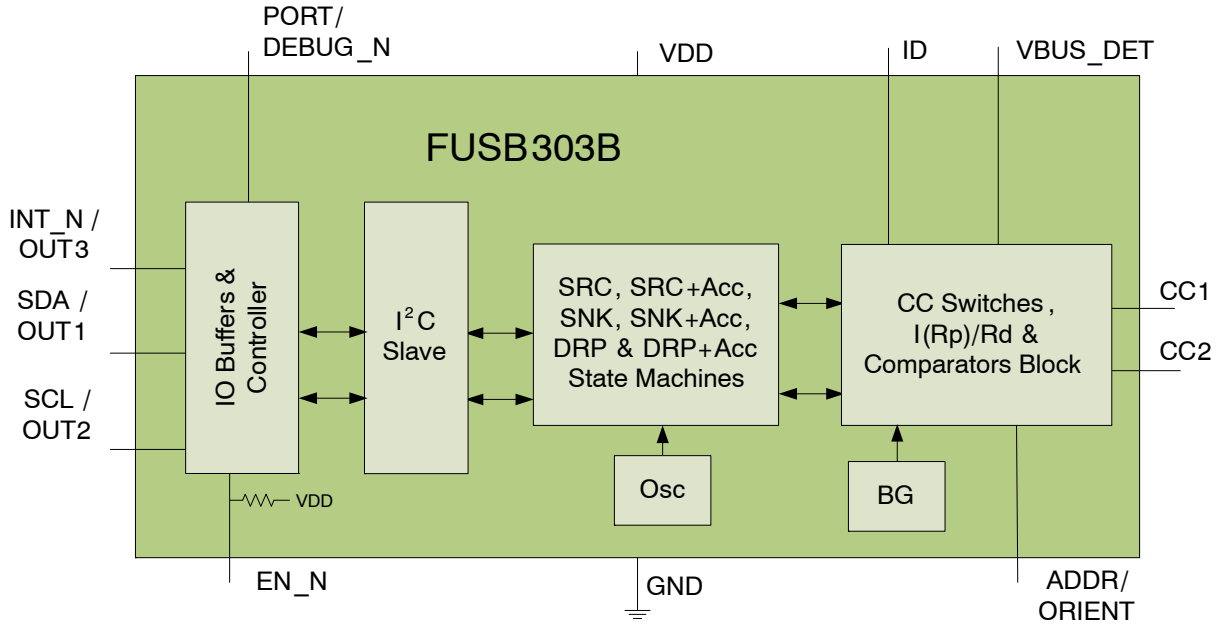 PORT/
DEBUG_N
VDD
ID
VBUS_DET
FUSB303B
INT_N /
OUT3
SDA /
OUT1
SCL /
OUT2
IO Buffers &
Controller
I²C
Slave
SRC, SRC+Acc,
SNK, SNK+Acc,
DRP & DRP+Acc
State Machines
CC Switches ,
I(Rp)/Rd &
Comparators Block
CC1
CC2
Osc
BG
VDD
EN_N
GND
ADDR/
ORIENT